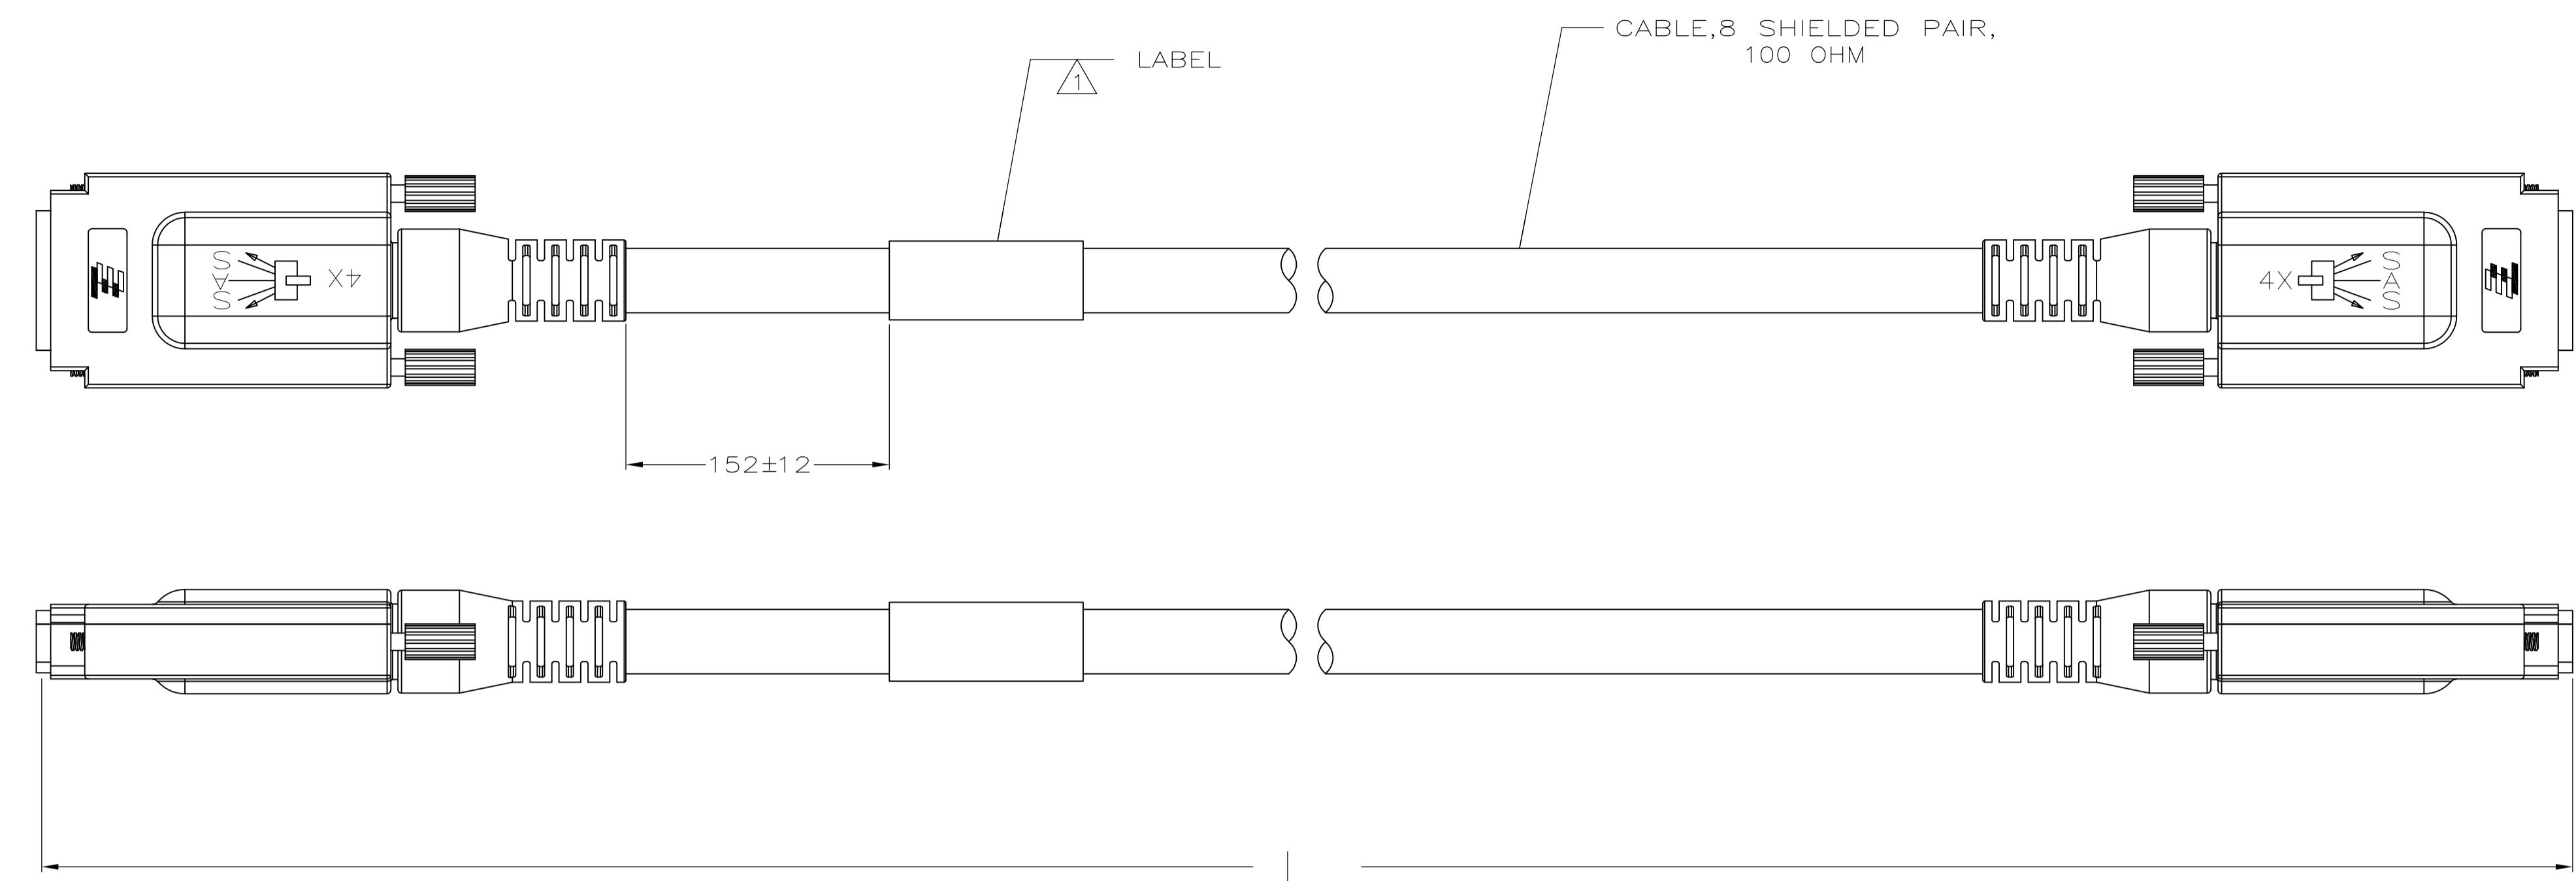 CABLE,8 SHIELDED PAIR,
100 OHM
LABEL
1
SAS
4X
4X
SAS
152±12